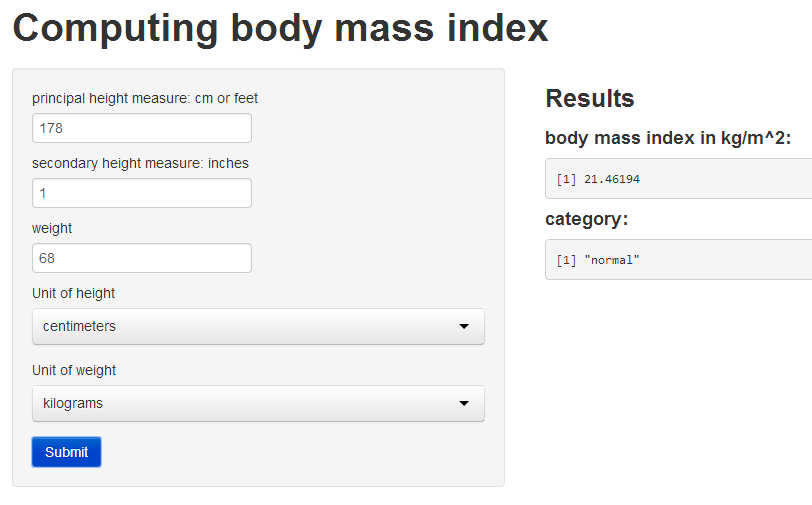 Computing body mass index
principal height measure: cm or feet
178
secondary height measure: inches
1
weight
68
Unit of height
centimeters
Unit of weight
kilograms
Submit
Results
body mass index in kg/m^2:
[1] 21.46194
category:
[1] "normal"